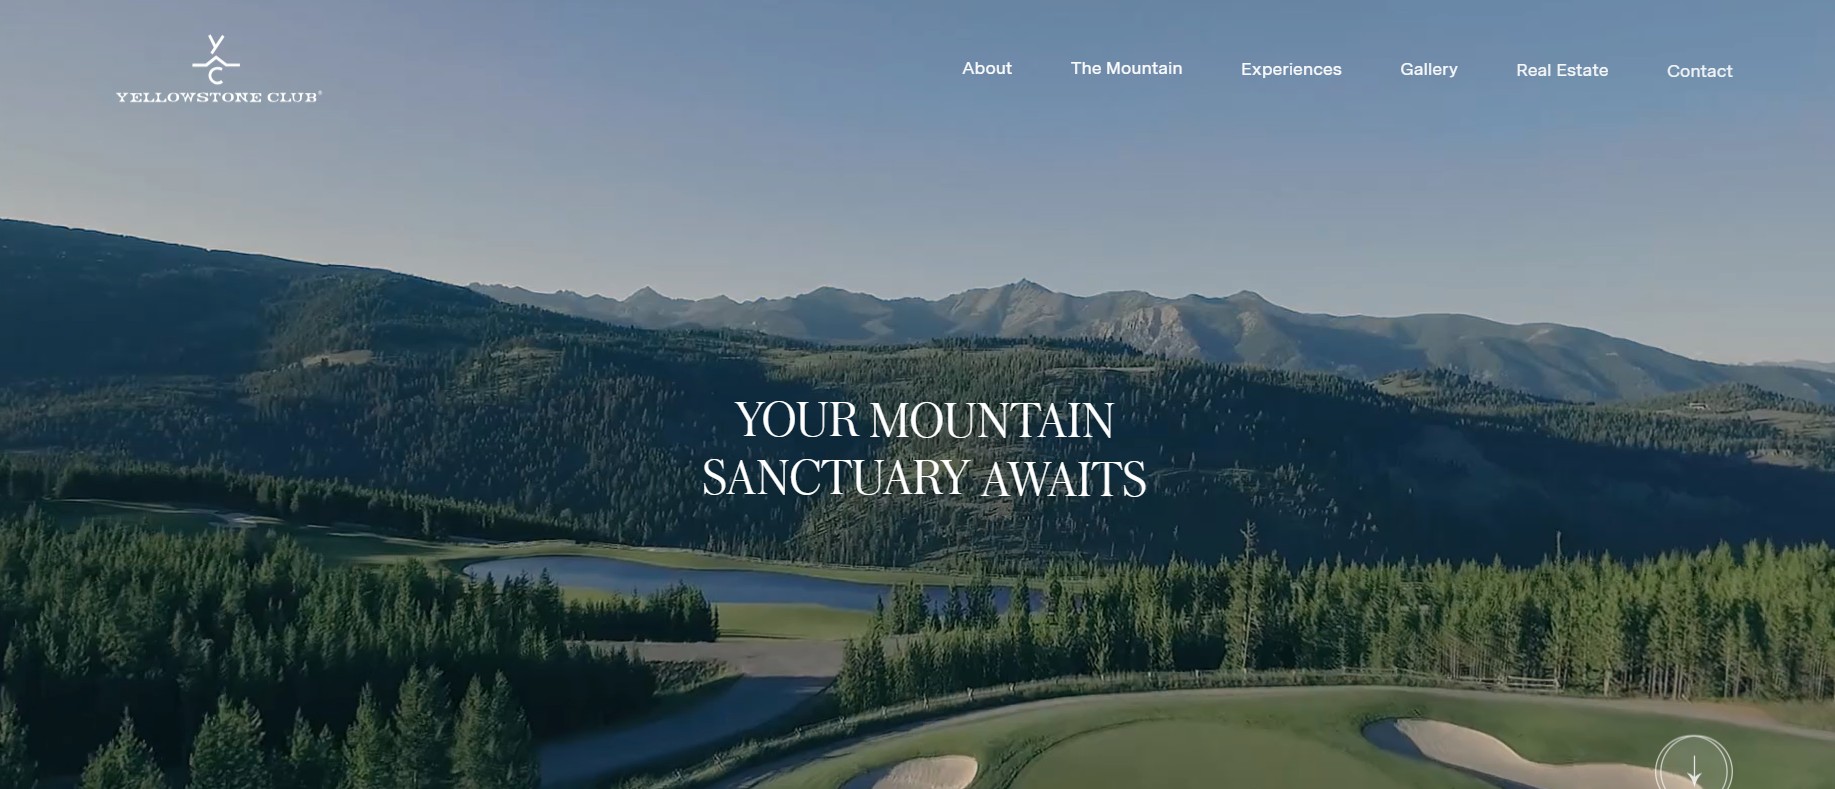 Y
C
YELLOWSTONE CLUB®
About The Mountain Experiences Gallery Real Estate Contact
YOUR MOUNTAIN
SANCTUARY AWAITS